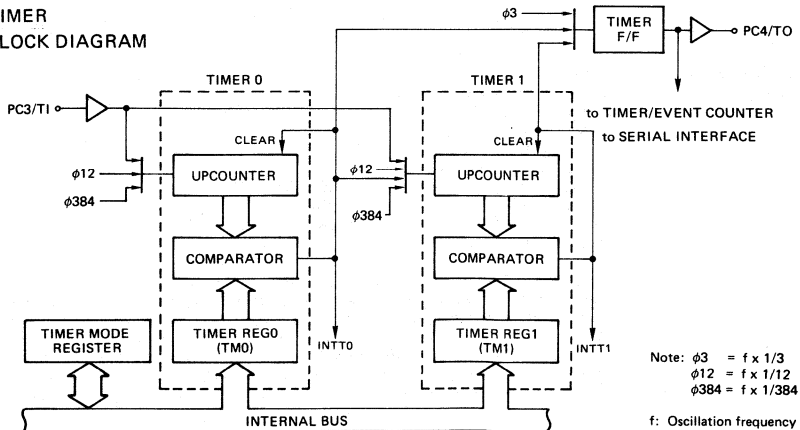 IMER
LOCK DIAGRAM
φ3
TIMER
F/F
PC4/TO
to TIMER/EVENT COUNTER
to SERIAL INTERFACE
TIMER 0
TIMER 1
PC3/TI
CLEAR
CLEAR
φ12
φ384
UPCOUNTER
φ12
φ384
UPCOUNTER
COMPARATOR
COMPARATOR
TIMER MODE
REGISTER
TIMER REG0
(TM0)
INTT0
TIMER REG1
(TM1)
INTT1
INTERNAL BUS
Note: φ3 = f x 1/3
φ12 = f x 1/12
φ384 = f x 1/384
f: Oscillation frequency